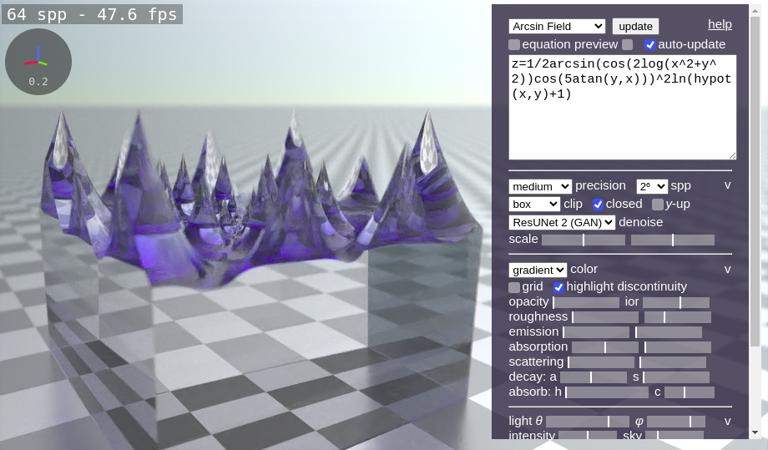 64 spp - 47.6 fps
0.2
Arcsin Field update help
equation preview auto-update
z=1/2arcsin(cos(2log(x^2+y^
2))cos(5atan(y,x)))^2ln(hypot
(x,y)+1)
medium precision 2⁶ spp v
box clip closed y-up
ResUNet 2 (GAN) denoise
scale
gradient color v
grid highlight discontinuity
opacity ior
roughness
emission
absorption
scattering
decay: a s
absorb: h c
light θ φ v
intensity sky